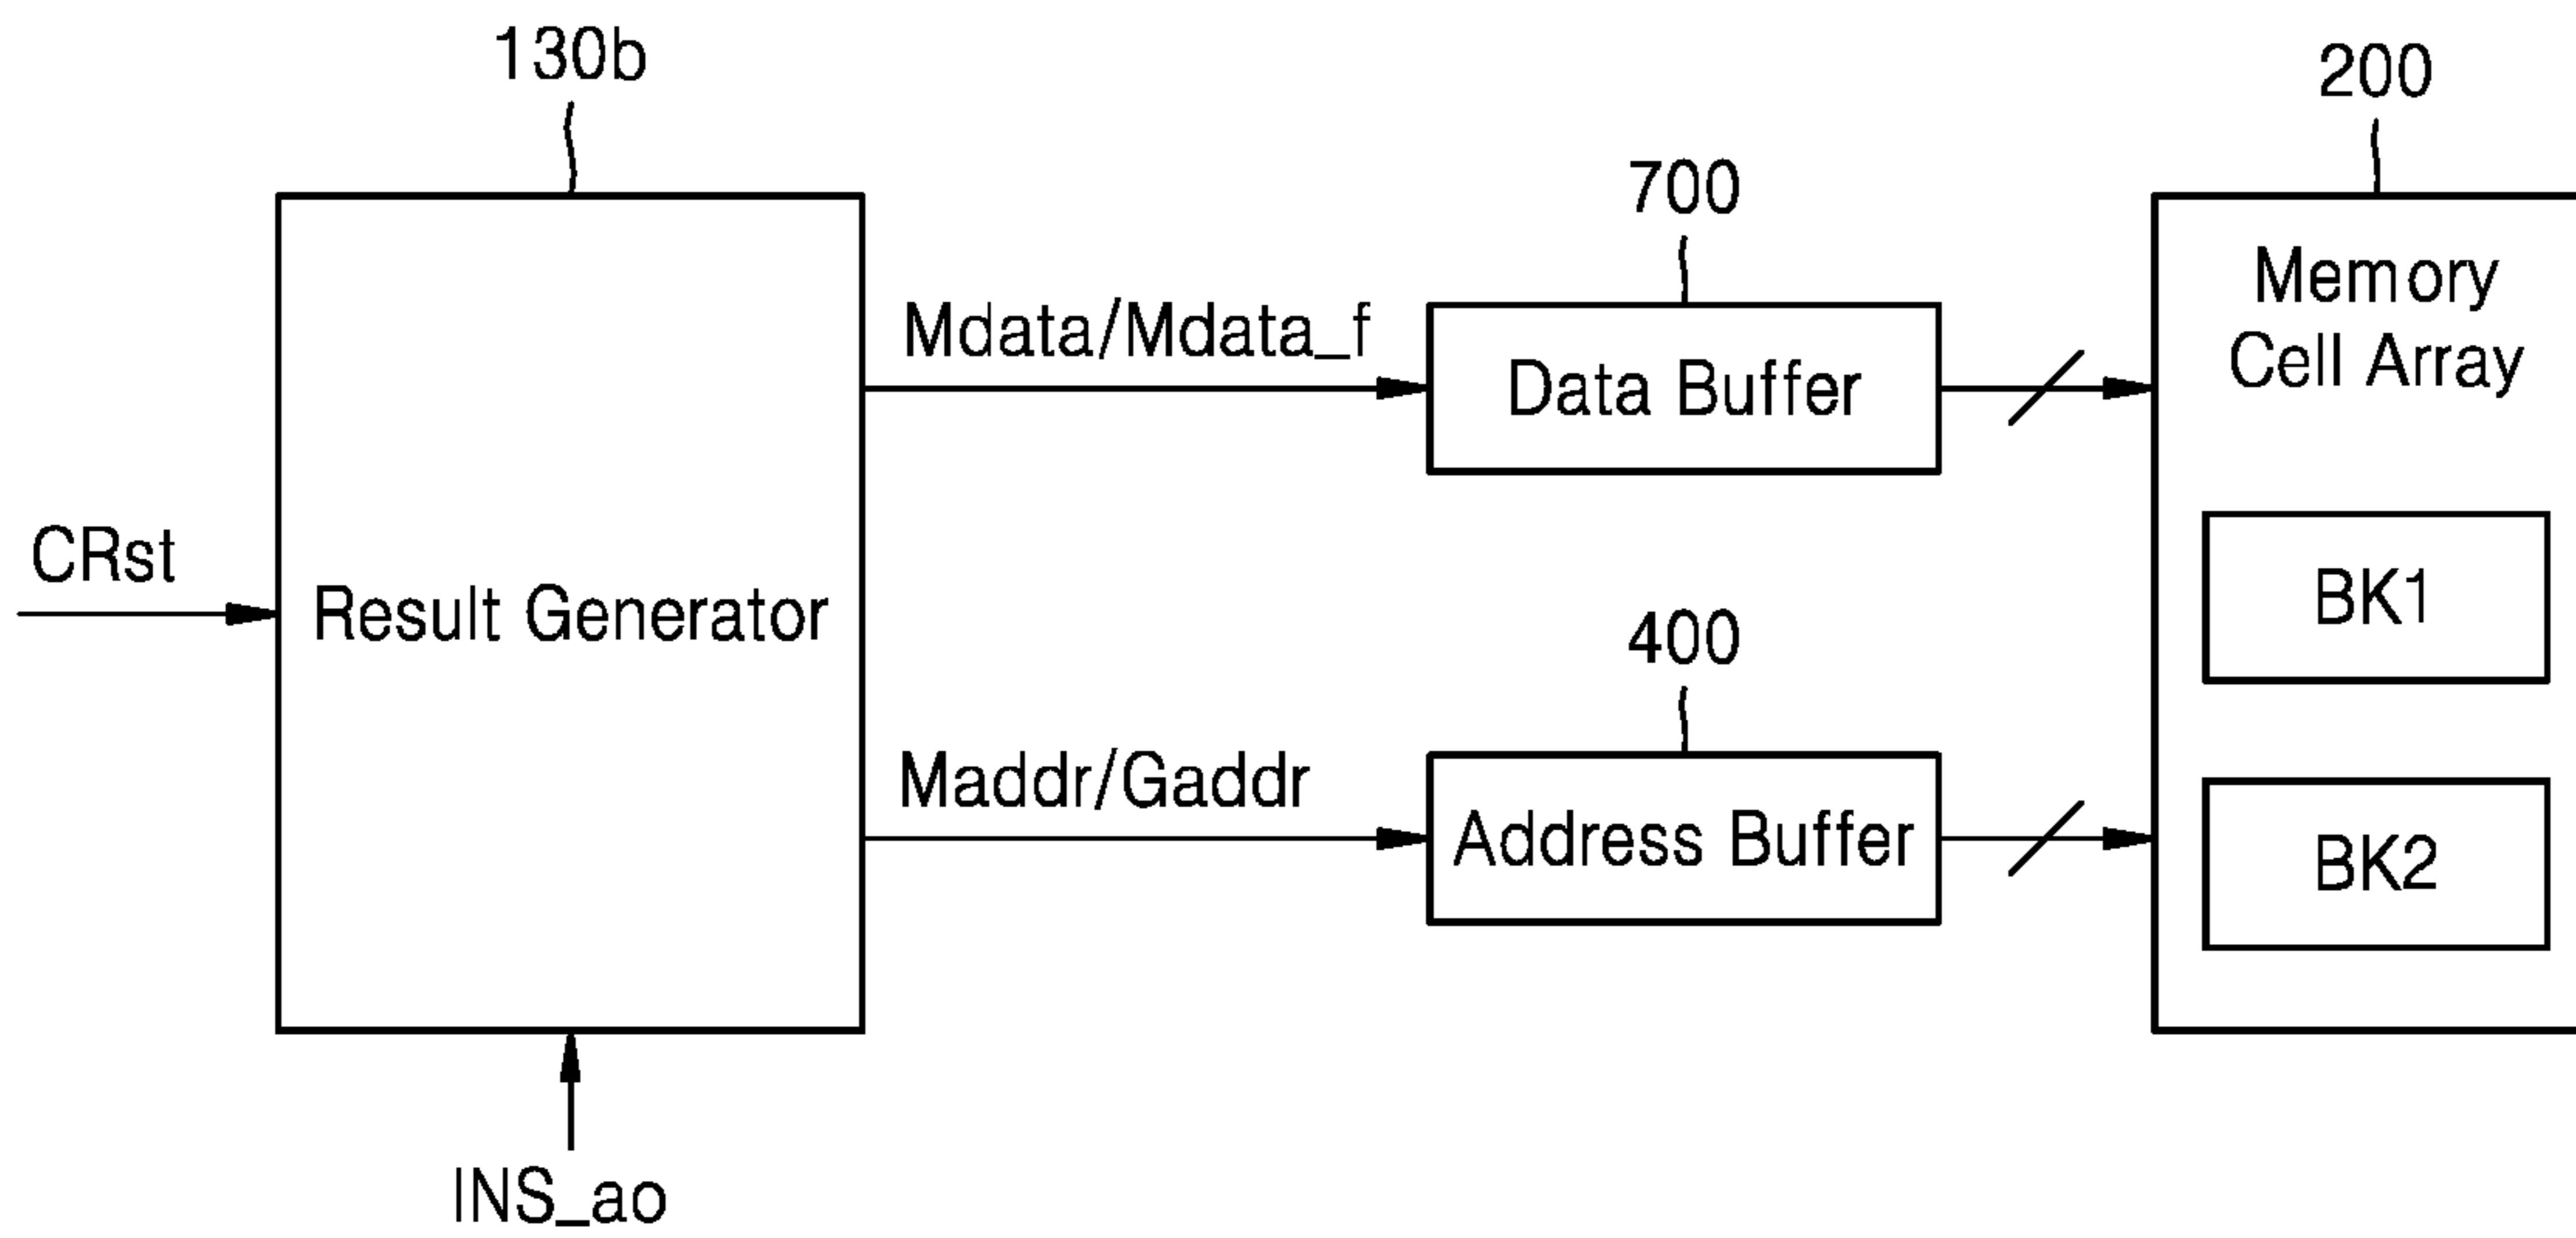 130b
200
700
Memory
Cell Array
Mdata/Mdata_f
Data Buffer
CRst
Result Generator
BK1
400
Maddr/Gaddr
Address Buffer
BK2
INS_ao